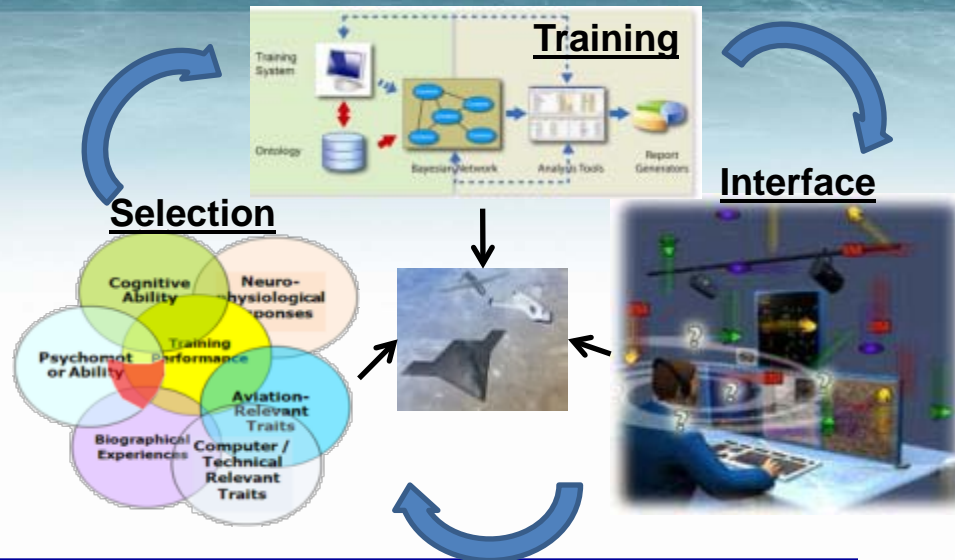 Training
Training
System
Ontology
Bayesian Network
Analysis Tools
Report
Generators
Interface
Selection
Cognitive
Ability
Neuro-
physiological
sponses
Training
Performance
Psychomot
or Ability
Aviation-
Relevant
Traits
Biographical
Experiences
Computer /
Technical
Relevant
Traits
?
?
?
?
?